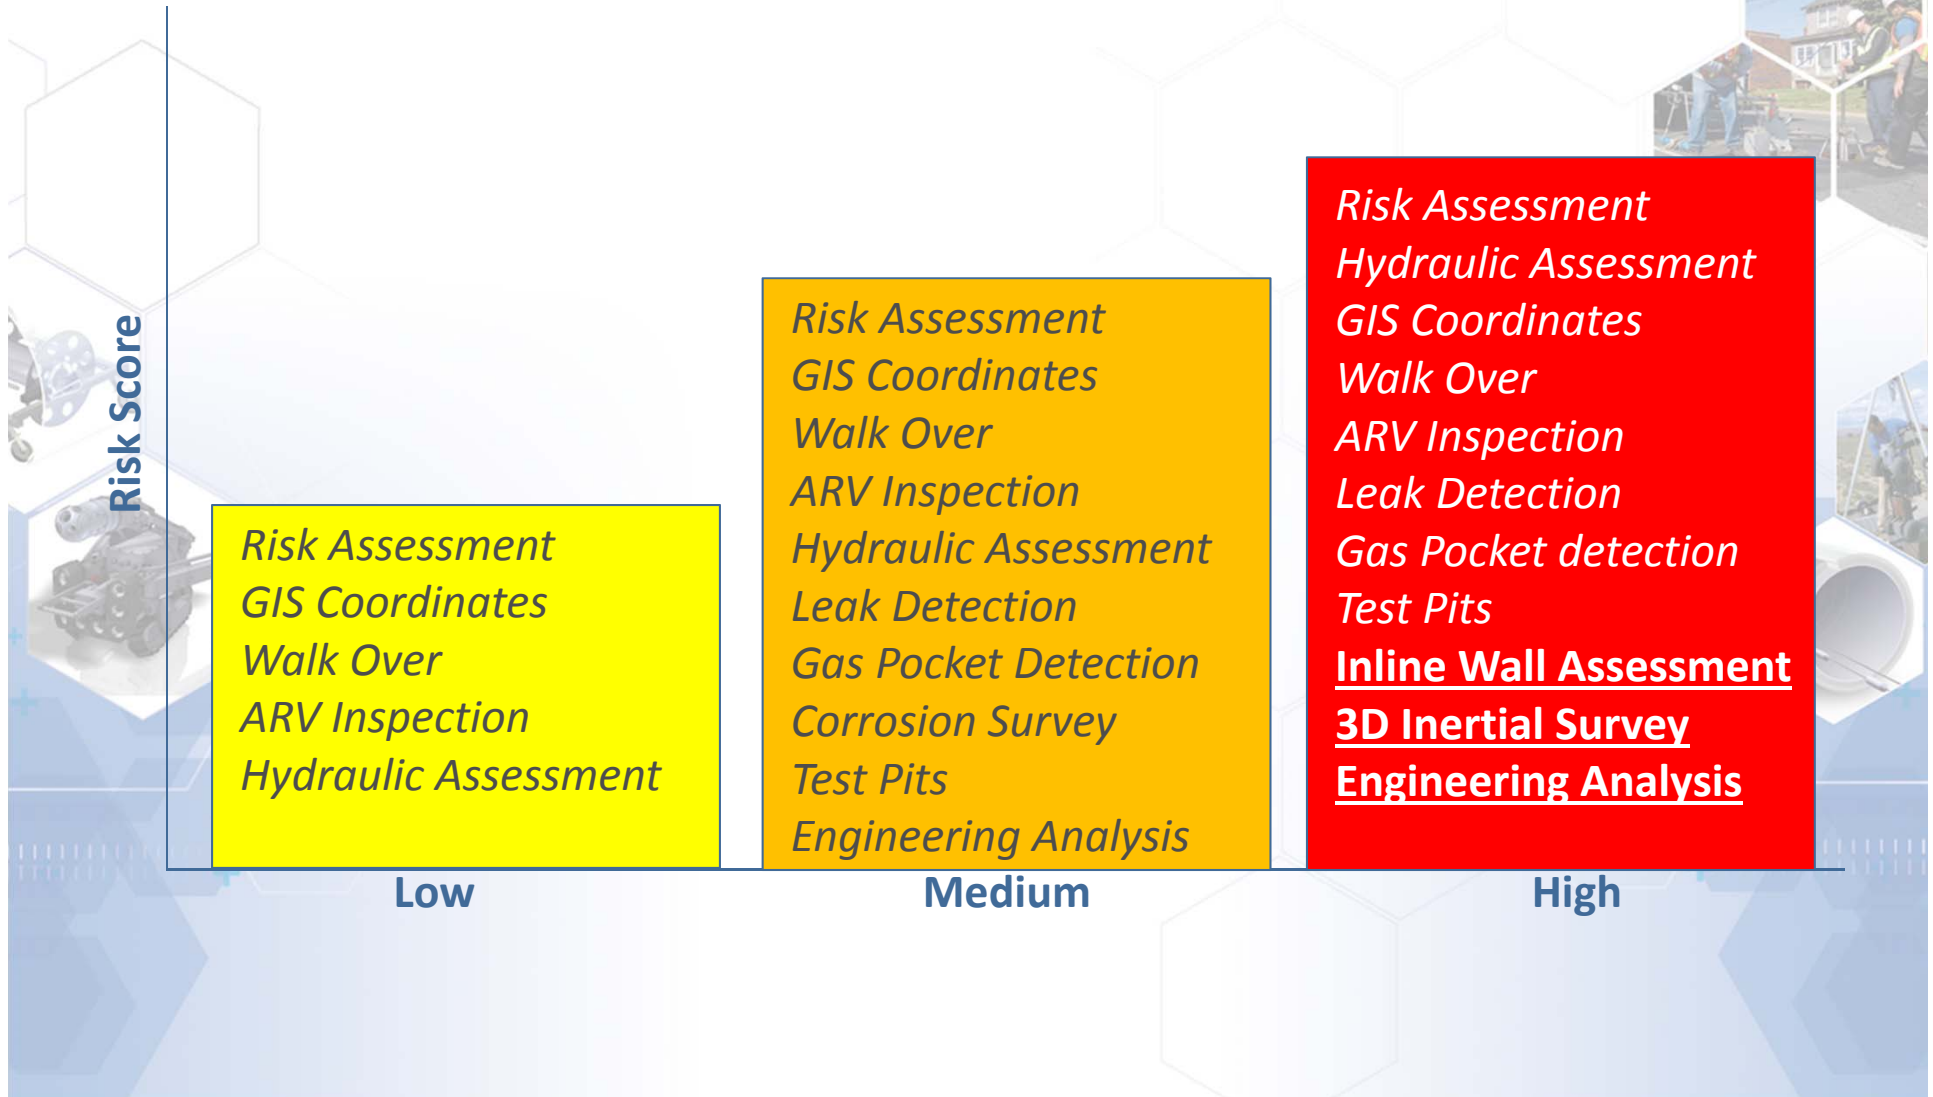 Risk Score
Risk Assessment
GIS Coordinates
Walk Over
ARV Inspection
Hydraulic Assessment
Low
Risk Assessment
GIS Coordinates
Walk Over
ARV Inspection
Hydraulic Assessment
Leak Detection
Gas Pocket Detection
Corrosion Survey
Test Pits
Engineering Analysis
Medium
Risk Assessment
Hydraulic Assessment
GIS Coordinates
Walk Over
ARV Inspection
Leak Detection
Gas Pocket detection
Test Pits
Inline Wall Assessment
3D Inertial Survey
Engineering Analysis
High